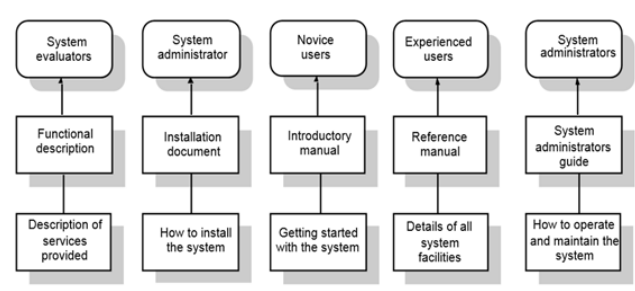 System
evaluators
System
administrator
Novice
users
Experienced
users
System
administrators
Functional
description
Installation
document
Introductory
manual
Reference
manual
System
administrators
guide
Description of
services
provided
How to install
the system
Getting started
with the system
Details of all
system
facilities
How to operate
and maintain the
system